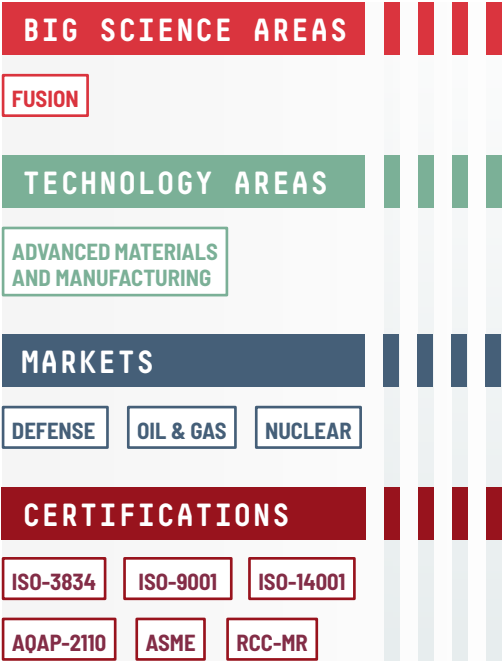 BIG SCIENCE AREAS
FUSION
TECHNOLOGY AREAS
ADVANCED MATERIALS
AND MANUFACTURING
MARKETS
DEFENSE OIL & GAS NUCLEAR
CERTIFICATIONS
ISO-3834 ISO-9001 ISO-14001
AQAP-2110 ASME RCC-MR